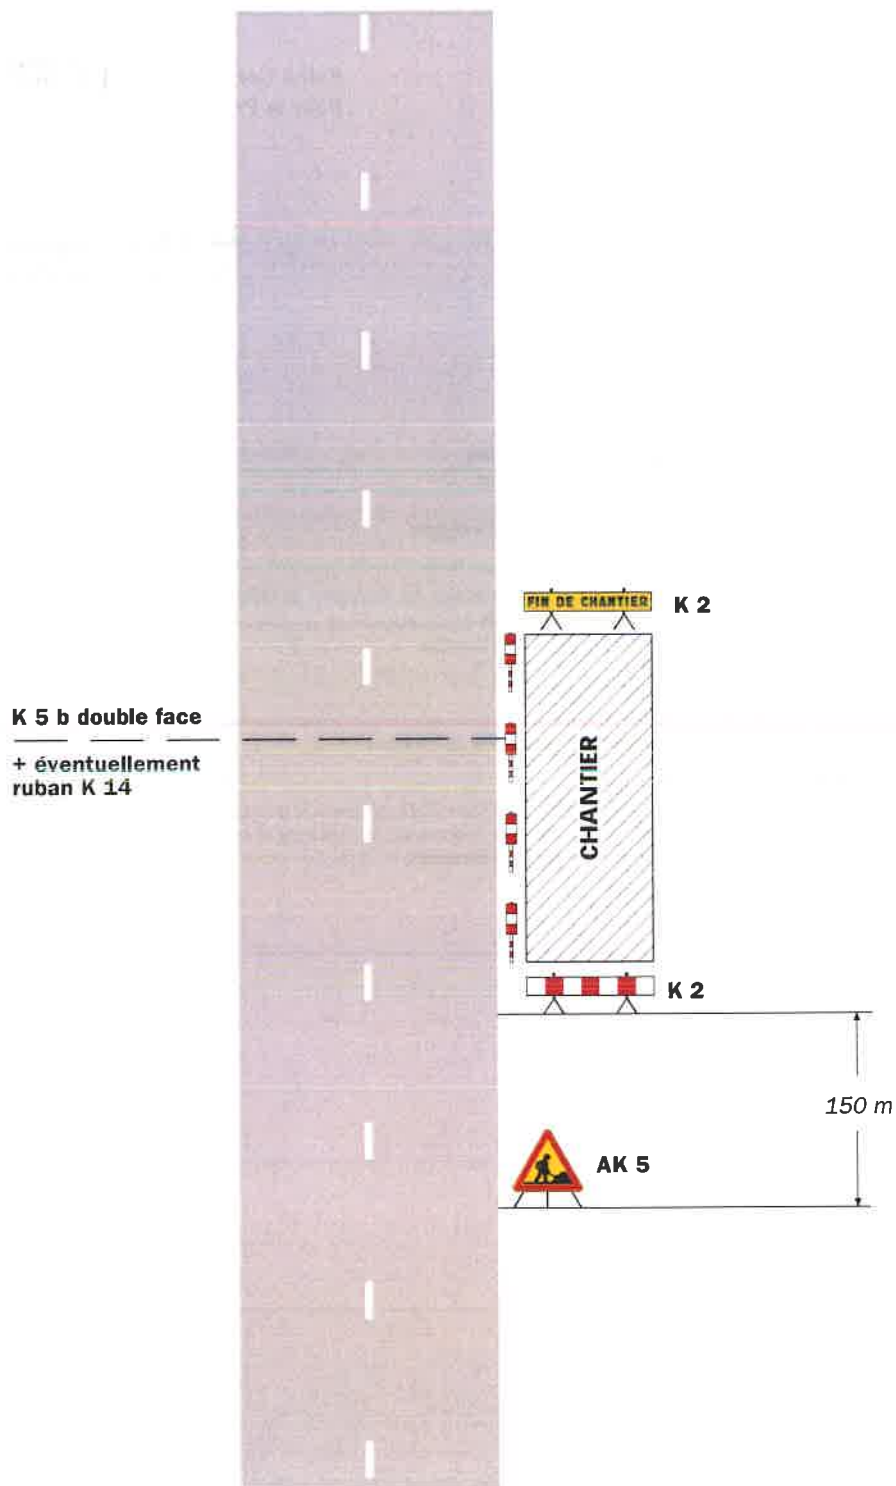 FIN DE CHANTIER
K 2
K 5 b double face
+ éventuellement
ruban K 14
CHANTIER
K 2
150 m
AK 5